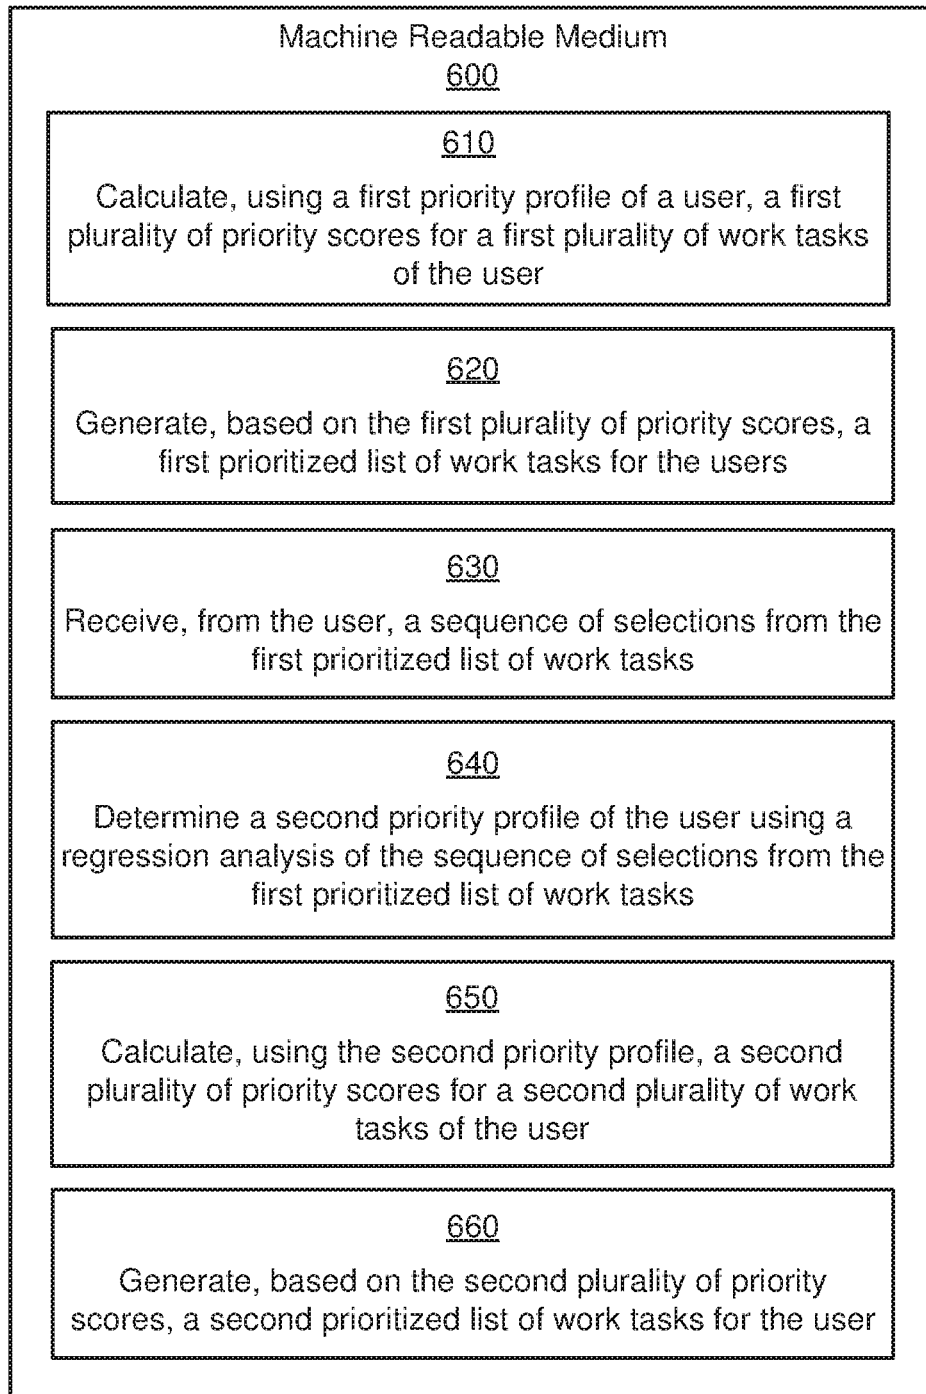 Machine Readable Medium
600
610
Calculate, using a first priority profile of a user, a first
plurality of priority scores for a first plurality of work tasks
of the user
620
Generate, based on the first plurality of priority scores, a
first prioritized list of work tasks for the users
630
Receive, from the user, a sequence of selections from the
first prioritized list of work tasks
640
Determine a second priority profile of the user using a
regression analysis of the sequence of selections from the
first prioritized list of work tasks
650
Calculate, using the second priority profile, a second
plurality of priority scores for a second plurality of work
tasks of the user
660
Generate, based on the second plurality of priority
scores, a second prioritized list of work tasks for the user